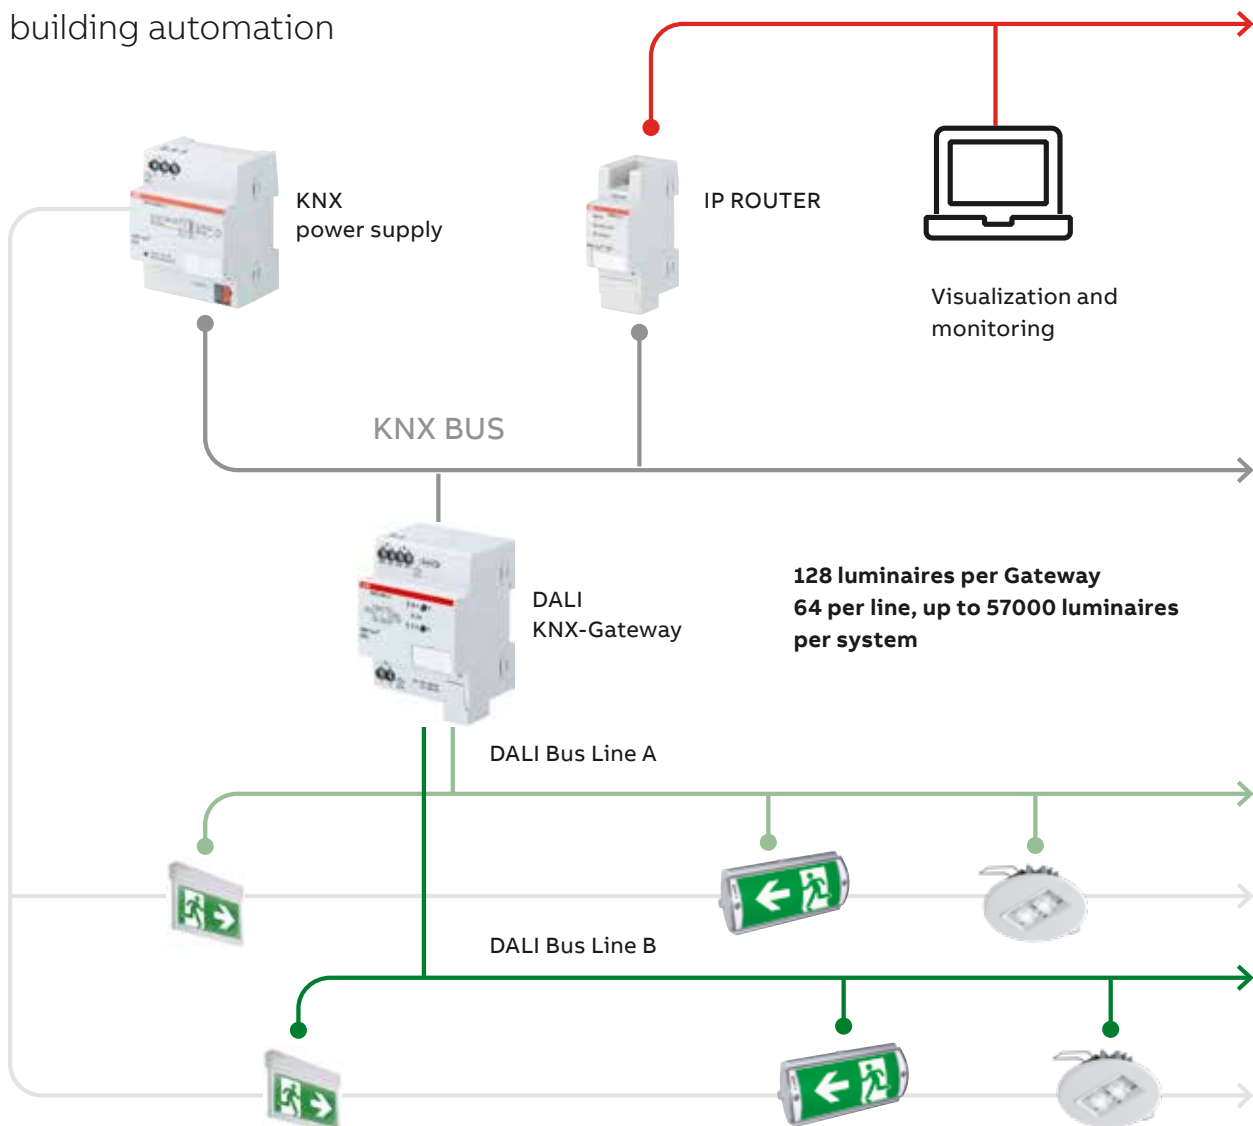 building automation
KNX
power supply
IP ROUTER
Visualization and
monitoring
KNX BUS
DALI
KNX-Gateway
128 luminaires per Gateway
64 per line, up to 57000 luminaires
per system
DALI Bus Line A
DALI Bus Line B